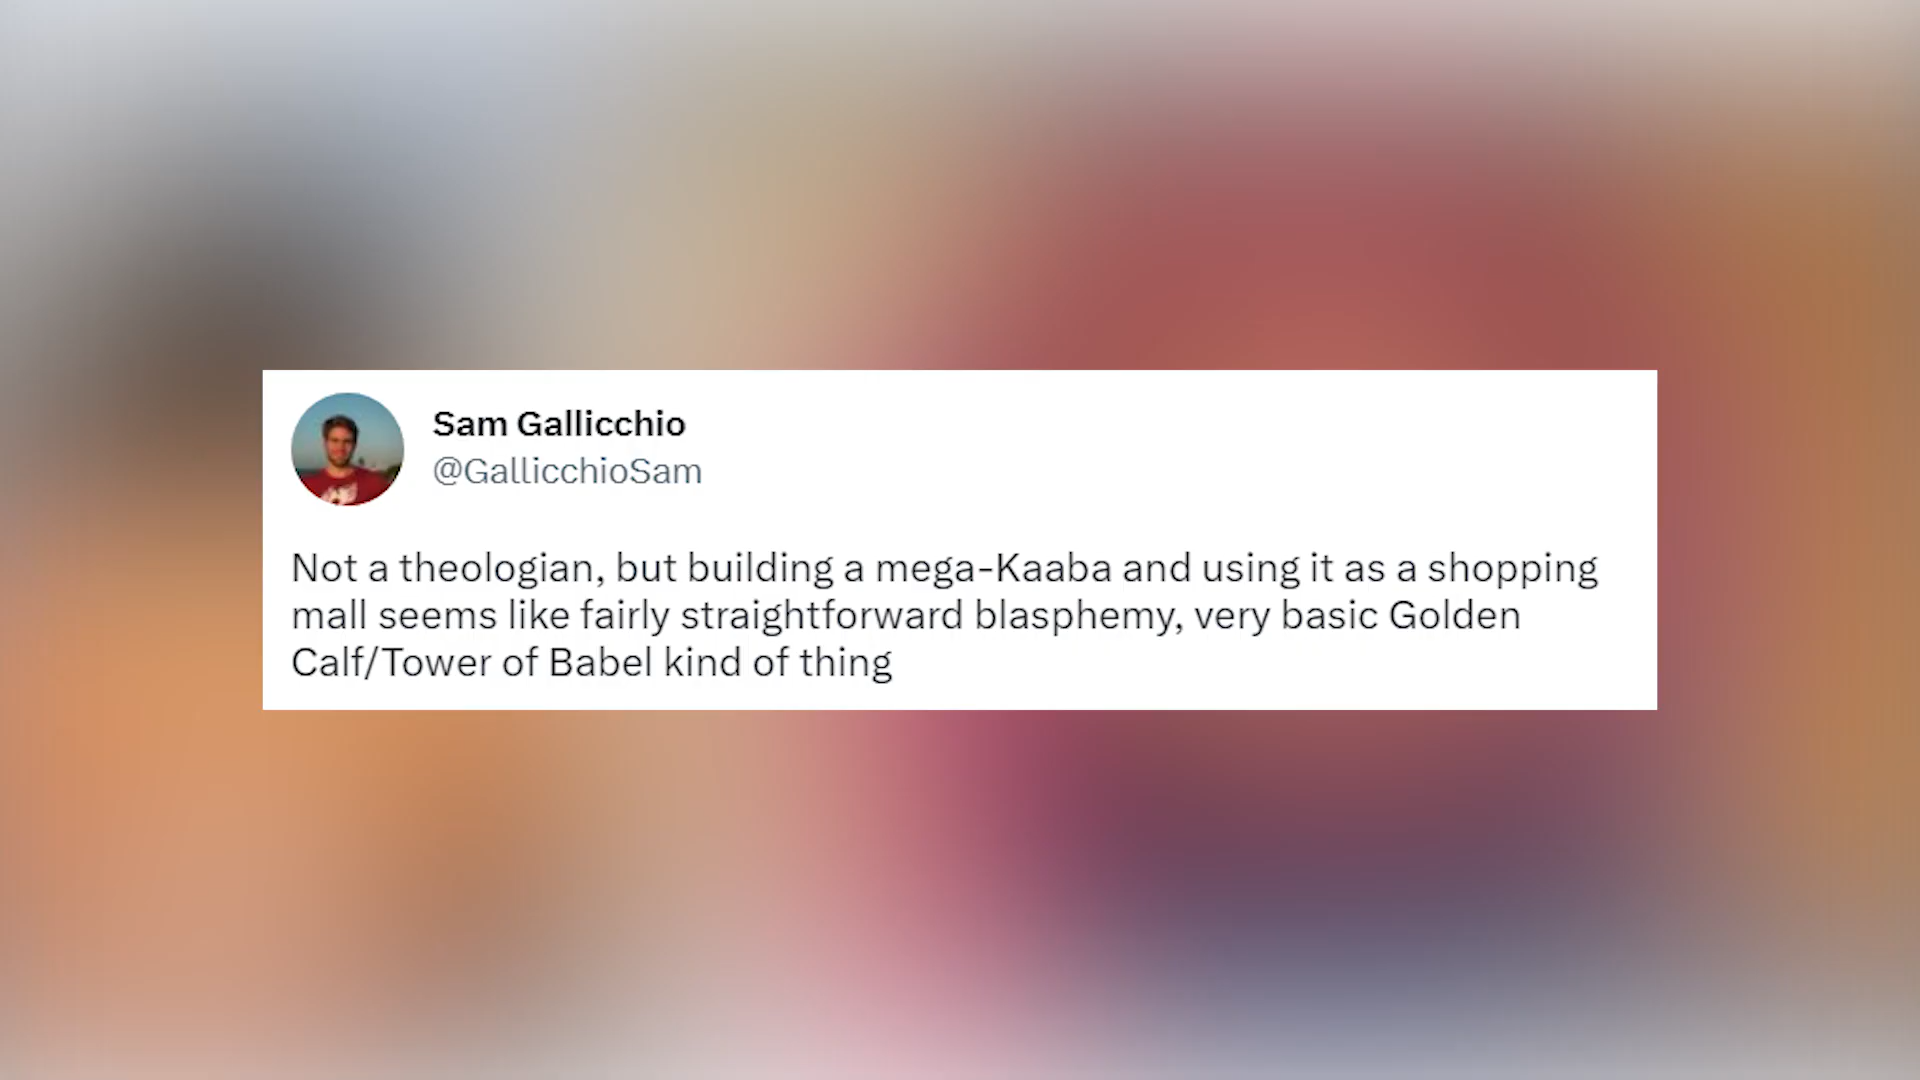 Sam Gallicchio
@GallicchioSam
Not a theologian, but building a mega-Kaaba and using it as a shopping
mall seems like fairly straightforward blasphemy, very basic Golden
Calf/Tower of Babel kind of thing